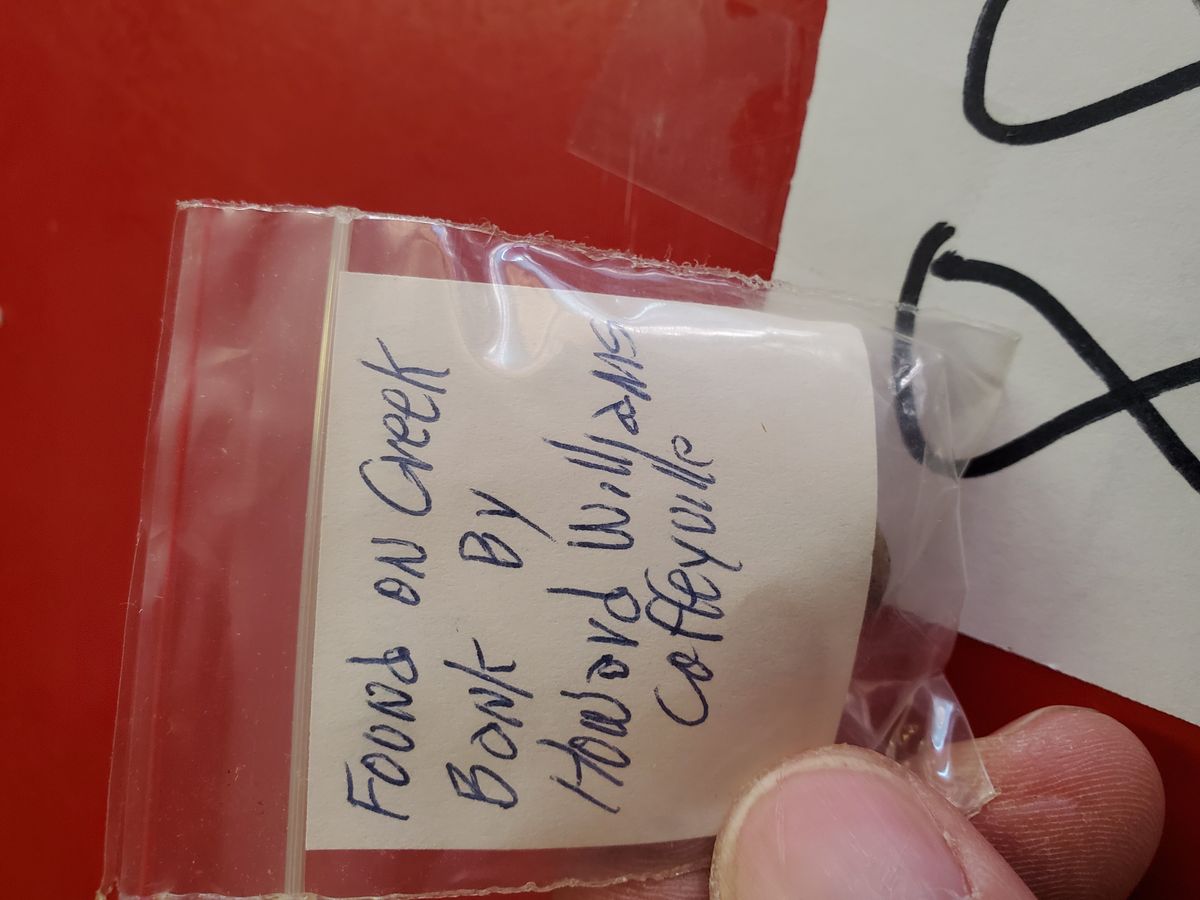 Found on Creek
Bank By
Howard Williams
Coffeyville